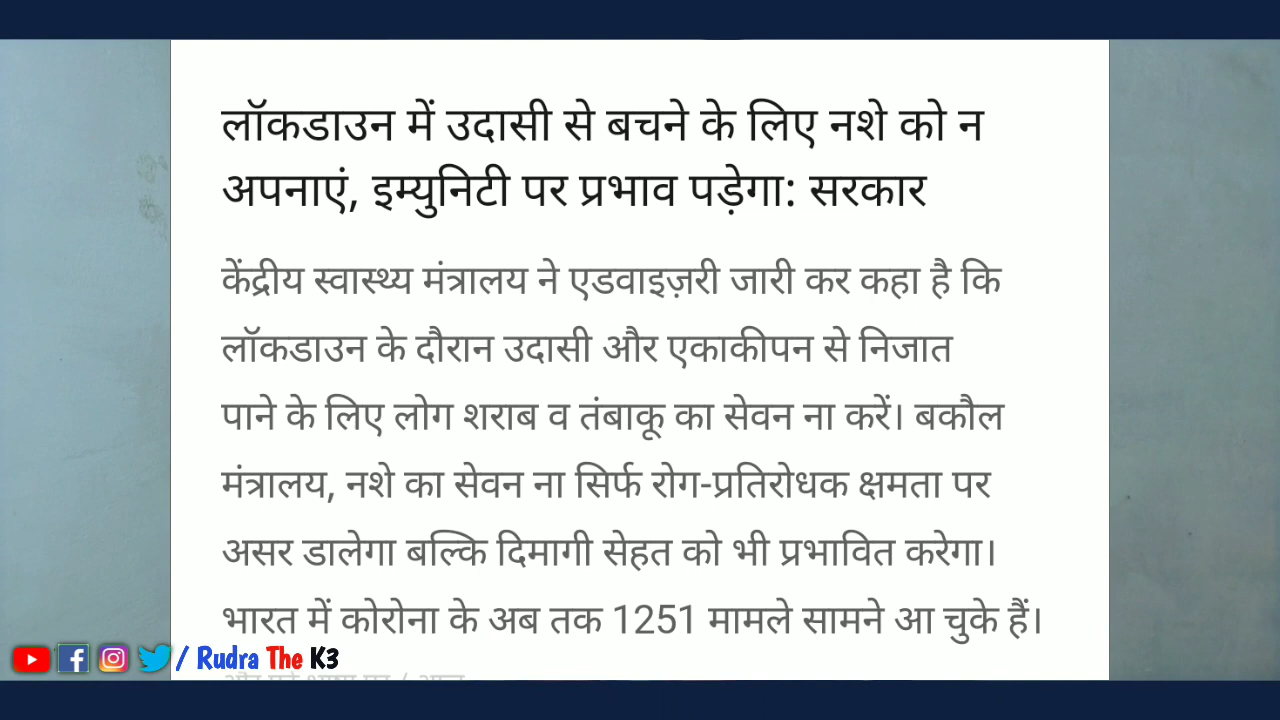 लॉकडाउन में उदासी से बचने के लिए नशे को न
अपनाएं, इम्युनिटी पर प्रभाव पड़ेगा: सरकार
केंद्रीय स्वास्थ्य मंत्रालय ने एडवाइज़री जारी कर कहा है कि
लॉकडाउन के दौरान उदासी और एकाकीपन से निजात
पाने के लिए लोग शराब व तंबाकू का सेवन ना करें। बकौल
मंत्रालय, नशे का सेवन ना सिर्फ रोग-प्रतिरोधक क्षमता पर
असर डालेगा बल्कि दिमागी सेहत को भी प्रभावित करेगा।
भारत में कोरोना के अब तक 1251 मामले सामने आ चुके हैं।
/ Rudra The K3